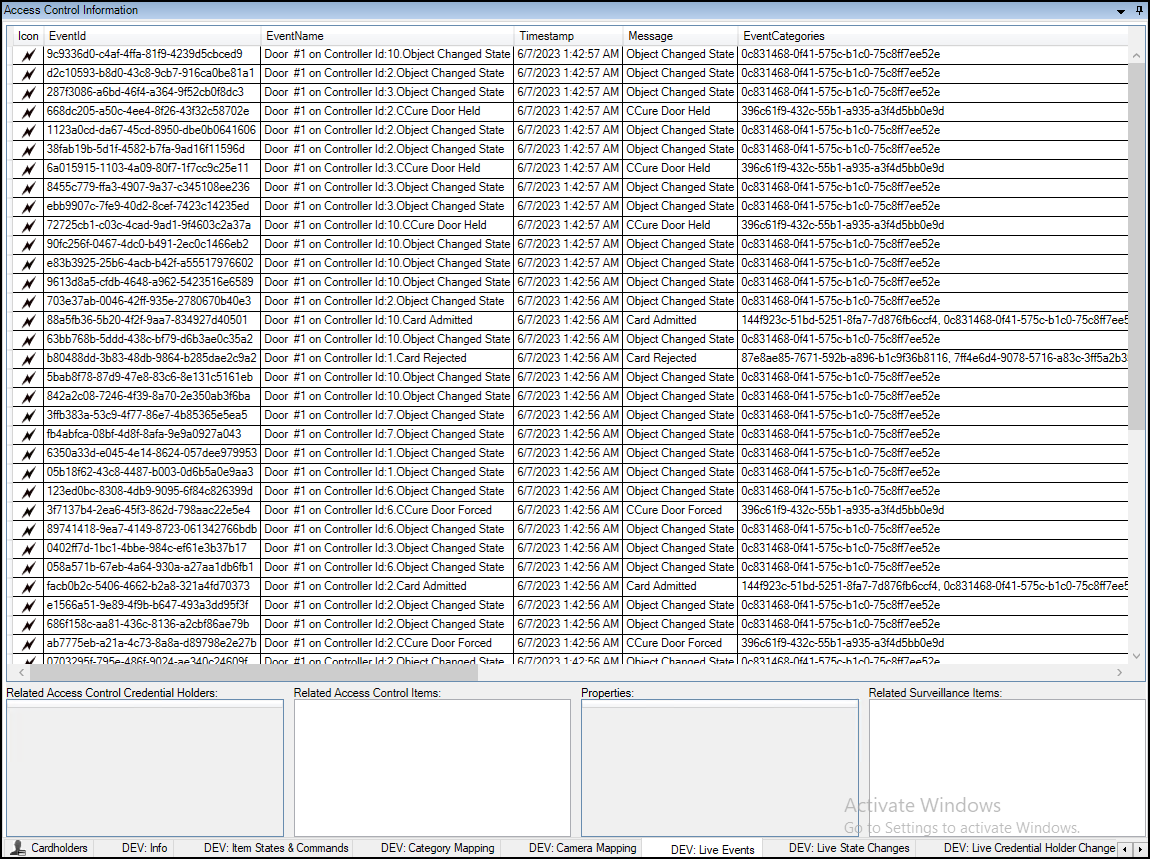 Access Control Information
Icon EventId EventName Timestamp Message EventCategories
9c9336d0-c4af-4ffa-81f9-4239d5cbced9 Door #1 on Controller Id:10.Object Changed State 6/7/2023 1:42:57 AM Object Changed State 0c831468-0f41-575c-b1c0-75c8ff7ee52e
d2c10593-b8d0-43c8-9cb7-916ca0be81a1 Door #1 on Controller Id:2.Object Changed State 6/7/2023 1:42:57 AM Object Changed State 0c831468-0f41-575c-b1c0-75c8ff7ee52e
287f3086-a6bd-46f4-a364-9f52cb0f8dc3 Door #1 on Controller Id:3.Object Changed State 6/7/2023 1:42:57 AM Object Changed State 0c831468-0f41-575c-b1c0-75c8ff7ee52e
668dc205-a50c-4ee4-8f26-43f32c58702e Door #1 on Controller Id:2.CCure Door Held 6/7/2023 1:42:57 AM CCure Door Held 396c61f9-432c-55b1-a935-a3f4d5bb0e9d
1123a0cd-da67-45cd-8950-dbe0b0641606 Door #1 on Controller Id:2.Object Changed State 6/7/2023 1:42:57 AM Object Changed State 0c831468-0f41-575c-b1c0-75c8ff7ee52e
38fab19b-5d1f-4582-b7fa-9ad16f11596d Door #1 on Controller Id:2.Object Changed State 6/7/2023 1:42:57 AM Object Changed State 0c831468-0f41-575c-b1c0-75c8ff7ee52e
6a015915-1103-4a09-80f7-1f7cc9c25e11 Door #1 on Controller Id:3.CCure Door Held 6/7/2023 1:42:57 AM CCure Door Held 396c61f9-432c-55b1-a935-a3f4d5bb0e9d
8455c779-ffa3-4907-9a37-c345108ee236 Door #1 on Controller Id:3.Object Changed State 6/7/2023 1:42:57 AM Object Changed State 0c831468-0f41-575c-b1c0-75c8ff7ee52e
ebb9907c-7fe9-40d2-8cef-7423c14235ed Door #1 on Controller Id:3.Object Changed State 6/7/2023 1:42:57 AM Object Changed State 0c831468-0f41-575c-b1c0-75c8ff7ee52e
72725cb1-c03c-4cad-9ad1-9f4603c2a37a Door #1 on Controller Id:10.CCure Door Held 6/7/2023 1:42:57 AM CCure Door Held 396c61f9-432c-55b1-a935-a3f4d5bb0e9d
90fc256f-0467-4dc0-b491-2ec0c1466eb2 Door #1 on Controller Id:10.Object Changed State 6/7/2023 1:42:57 AM Object Changed State 0c831468-0f41-575c-b1c0-75c8ff7ee52e
e83b3925-25b6-4acb-b42f-a55517976602 Door #1 on Controller Id:10.Object Changed State 6/7/2023 1:42:57 AM Object Changed State 0c831468-0f41-575c-b1c0-75c8ff7ee52e
9613d8a5-cfdb-4648-a962-5423516e6589 Door #1 on Controller Id:10.Object Changed State 6/7/2023 1:42:56 AM Object Changed State 0c831468-0f41-575c-b1c0-75c8ff7ee52e
703e37ab-0046-42ff-935e-2780670b40e3 Door #1 on Controller Id:2.Object Changed State 6/7/2023 1:42:56 AM Object Changed State 0c831468-0f41-575c-b1c0-75c8ff7ee52e
88a5fb36-5b20-4f2f-9aa7-834927d40501 Door #1 on Controller Id:10.Card Admitted 6/7/2023 1:42:56 AM Card Admitted 144f923c-51bd-5251-8fa7-7d876fb6ccf4, 0c831468-0f41-575c-b1c0-75c8ff7ee5
63bb768b-5ddd-438c-bf79-d6b3ae0c35a2 Door #1 on Controller Id:10.Object Changed State 6/7/2023 1:42:56 AM Object Changed State 0c831468-0f41-575c-b1c0-75c8ff7ee52e
b80488dd-3b83-48db-9864-b285dae2c9a2 Door #1 on Controller Id:1.Card Rejected 6/7/2023 1:42:56 AM Card Rejected 87e8ae85-7671-592b-a896-b1c9f36b8116, 7ff4e6d4-9078-5716-a83c-3ff5a2b3
5bab8f78-87d9-47e8-83c6-8e131c5161eb Door #1 on Controller Id:10.Object Changed State 6/7/2023 1:42:56 AM Object Changed State 0c831468-0f41-575c-b1c0-75c8ff7ee52e
842a2c08-7246-4f39-8a70-2e350ab3f6ba Door #1 on Controller Id:10.Object Changed State 6/7/2023 1:42:56 AM Object Changed State 0c831468-0f41-575c-b1c0-75c8ff7ee52e
3ffb383a-53c9-4f77-86e7-4b85365e5ea5 Door #1 on Controller Id:7.Object Changed State 6/7/2023 1:42:56 AM Object Changed State 0c831468-0f41-575c-b1c0-75c8ff7ee52e
fb4abfca-08bf-4d8f-8afa-9e9a0927a043 Door #1 on Controller Id:7.Object Changed State 6/7/2023 1:42:56 AM Object Changed State 0c831468-0f41-575c-b1c0-75c8ff7ee52e
6350a33d-e045-4e14-8624-057dee979953 Door #1 on Controller Id:1.Object Changed State 6/7/2023 1:42:56 AM Object Changed State 0c831468-0f41-575c-b1c0-75c8ff7ee52e
05b18f62-43c8-4487-b003-0d6b5a0e9aa3 Door #1 on Controller Id:1.Object Changed State 6/7/2023 1:42:56 AM Object Changed State 0c831468-0f41-575c-b1c0-75c8ff7ee52e
123ed0bc-8308-4db9-9095-6f84c826399d Door #1 on Controller Id:6.Object Changed State 6/7/2023 1:42:56 AM Object Changed State 0c831468-0f41-575c-b1c0-75c8ff7ee52e
3f7137b4-2ea6-45f3-862d-798aac22e5e4 Door #1 on Controller Id:6.CCure Door Forced 6/7/2023 1:42:56 AM CCure Door Forced 396c61f9-432c-55b1-a935-a3f4d5bb0e9d
89741418-9ea7-4149-8723-061342766bdb Door #1 on Controller Id:6.Object Changed State 6/7/2023 1:42:56 AM Object Changed State 0c831468-0f41-575c-b1c0-75c8ff7ee52e
0402ff7d-1bc1-4bbe-984c-ef61e3b37b17 Door #1 on Controller Id:3.Object Changed State 6/7/2023 1:42:56 AM Object Changed State 0c831468-0f41-575c-b1c0-75c8ff7ee52e
058a571b-67eb-4a64-930a-a27aa1db6fb1 Door #1 on Controller Id:6.Object Changed State 6/7/2023 1:42:56 AM Object Changed State 0c831468-0f41-575c-b1c0-75c8ff7ee52e
facb0b2c-5406-4662-b2a8-321a4fd70373 Door #1 on Controller Id:2.Card Admitted 6/7/2023 1:42:56 AM Card Admitted 144f923c-51bd-5251-8fa7-7d876fb6ccf4, 0c831468-0f41-575c-b1c0-75c8ff7ee5
e1566a51-9e89-4f9b-b647-493a3dd95f3f Door #1 on Controller Id:2.Object Changed State 6/7/2023 1:42:56 AM Object Changed State 0c831468-0f41-575c-b1c0-75c8ff7ee52e
686f158c-aa81-436c-8136-a2cbf86ae79b Door #1 on Controller Id:2.Object Changed State 6/7/2023 1:42:56 AM Object Changed State 0c831468-0f41-575c-b1c0-75c8ff7ee52e
ab7775eb-a21a-4c73-8a8a-d89798e2e27b Door #1 on Controller Id:2.CCure Door Forced 6/7/2023 1:42:56 AM CCure Door Forced 396c61f9-432c-55b1-a935-a3f4d5bb0e9d
0703295f-795e-486f-9024-ae340c24609f Door #1 on Controller Id:2.Object Changed State 6/7/2023 1:42:56 AM Object Changed State 0c831468-0f41-575c-b1c0-75c8ff7ee52e
Related Access Control Credential Holders: Related Access Control Items: Properties: Related Surveillance Items:
Activate Windows
Go to Settings to activate Windows.
Cardholders DEV: Info DEV: Item States & Commands DEV: Category Mapping DEV: Camera Mapping DEV: Live Events DEV: Live State Changes DEV: Live Credential Holder Change